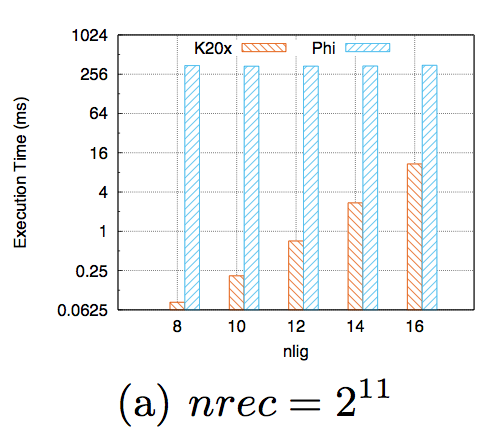 1024
256
64
16
4
1
0.25
0.0625
Execution Time (ms)
K20x Phi
8 10 12 14 16
nlig
(a) nrec = 2^11